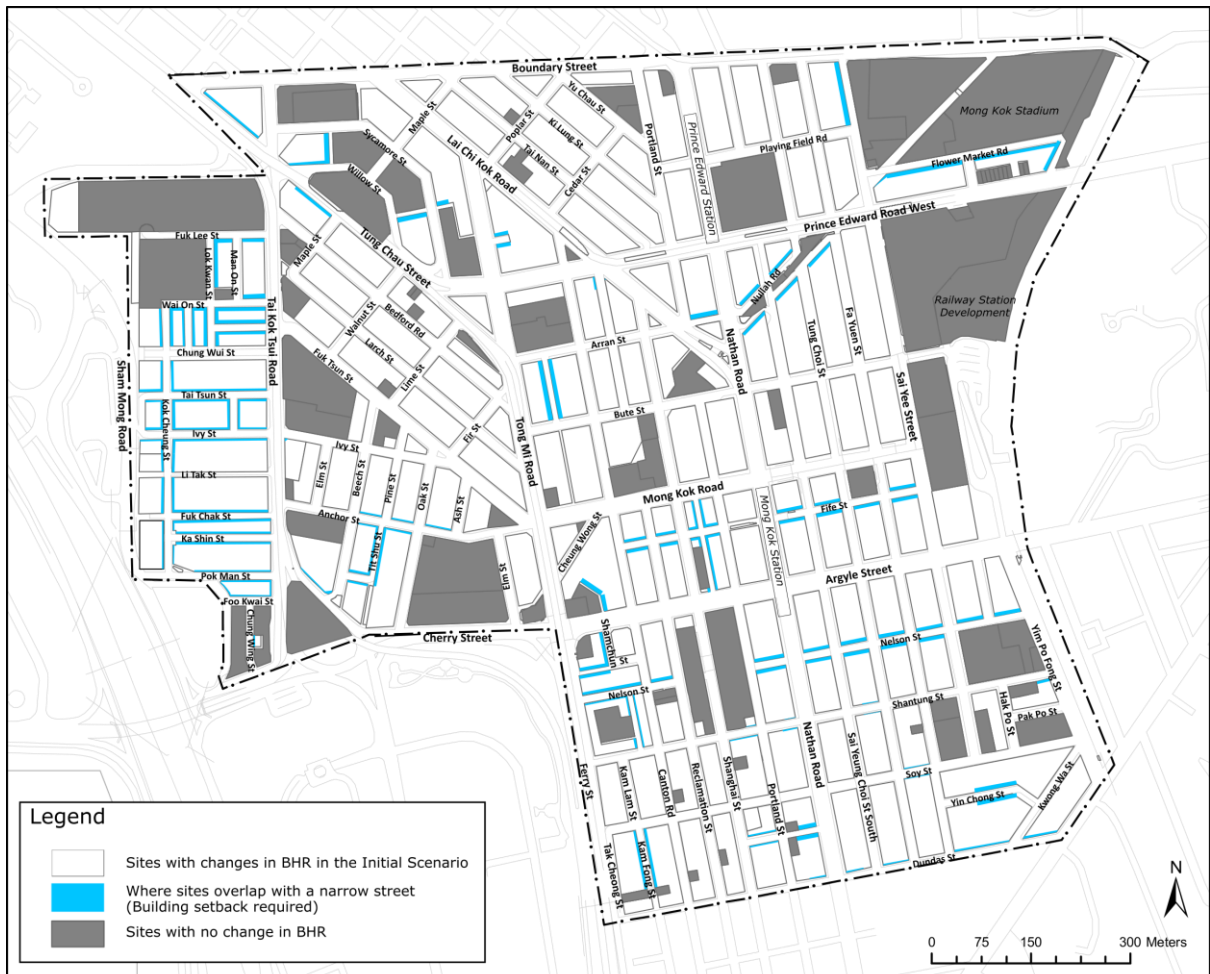 Boundary Street
Yu Chau St
Maple St
Poplar St
Ki Lung St
Sycamore St
Lai Chi Kok Road
Tai Nan St
Portland St
Prince Edward Station
Playing Field Rd
Mong Kok Stadium
Flower Market Rd
Willow St
Cedar St
Prince Edward Road West
Fuk Lee St
Lok Kwan St
Man On St
Maple St
Tung Chau Street
Nullah Rd
Railway Station
Development
Wai On St
Tai Kok Tsui Road
Walnut St
Bedford Rd
Arran St
Nathan Road
Tung Choi St
Fa Yuen St
Chung Wui St
Larch St
Fuk Tsun St
Lime St
Sham Mong Road
Tai Tsun St
Kok Cheung St
Bute St
Sai Yee Street
Tong Mi Road
Ivy St
Ivy St
Fir St
Li Tak St
Elm St
Beech St
Pine St
Oak St
Ash St
Mong Kok Road
Mong Kok Station
Fife St
Fuk Chak St
Anchor St
Cheung Wong St
Ka Shin St
Tit Shu St
Elm St
Argyle Street
Pok Man St
Foo Kwai St
Chung Wing St
Cherry Street
Shamchun
St
Nelson St
Yim Po Fong St
Nelson St
Shantung St
Hak Po St
Pak Po St
Ferry St
Kam Lam St
Canton Rd
Reclamation St
Shanghai St
Portland St
Nathan Road
Sai Yeung Choi St South
Soy St
Yin Chong St
Kwong Wa St
Tak Cheong St
Kam Fong St
Dundas St
Legend
Sites with changes in BHR in the Initial Scenario
Where sites overlap with a narrow street
(Building setback required)
Sites with no change in BHR
N
0 75 150 300 Meters